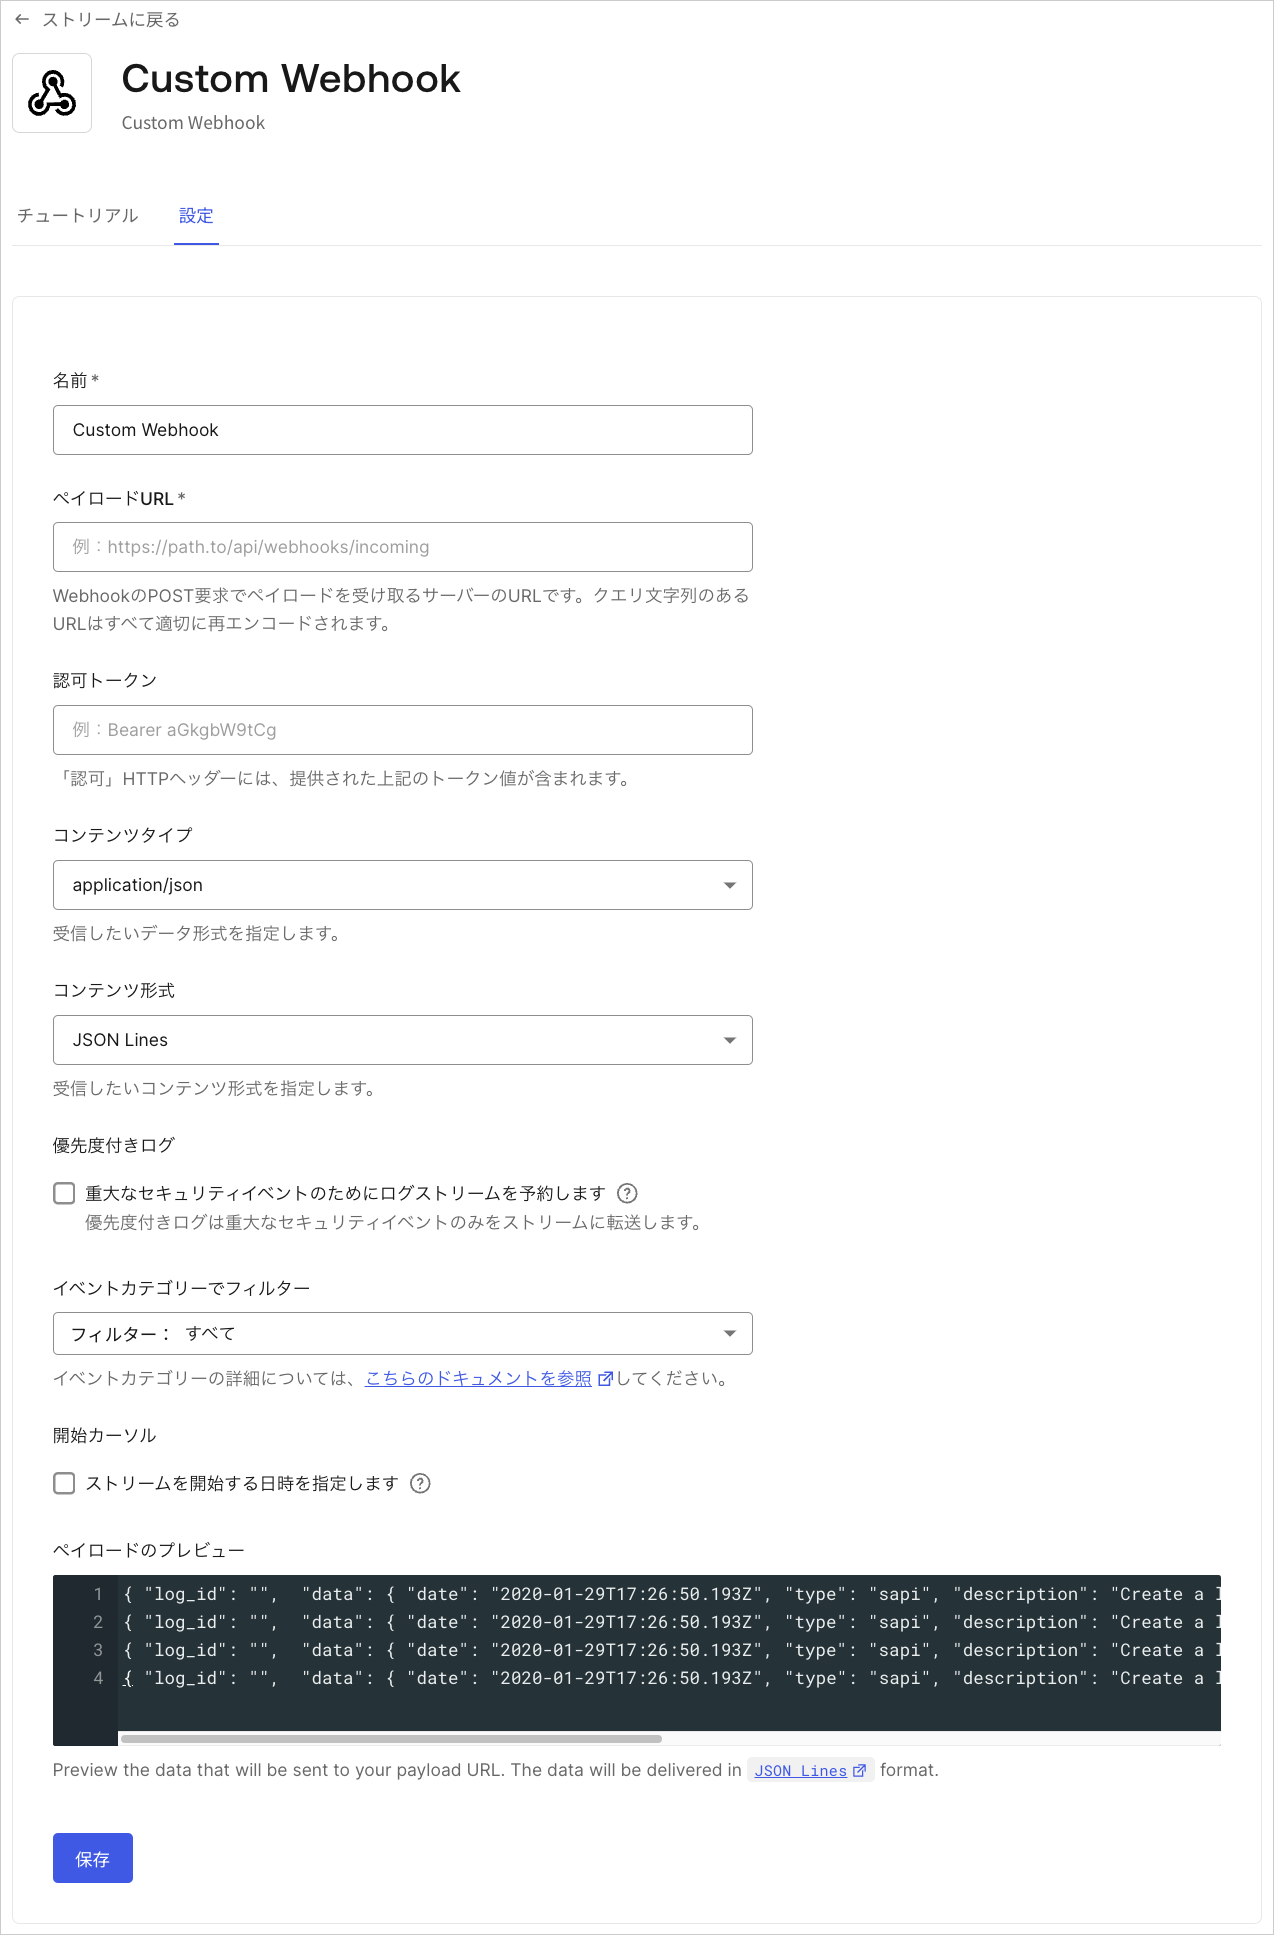 ← ストリームに戻る
Custom Webhook
Custom Webhook
チュートリアル 設定
名前*
Custom Webhook
ペイロードURL*
例：https://path.to/api/webhooks/incoming
WebhookのPOST要求でペイロードを受け取るサーバーのURLです。クエリ文字列のある
URLはすべて適切に再エンコードされます。
認可トークン
例：Bearer aGkgbW9tCg
「認可」HTTPヘッダーには、提供された上記のトークン値が含まれます。
コンテンツタイプ
application/json
受信したいデータ形式を指定します。
コンテンツ形式
JSON Lines
受信したいコンテンツ形式を指定します。
優先度付きログ
重大なセキュリティイベントのためにログストリームを予約します ?
優先度付きログは重大なセキュリティイベントのみをストリームに転送します。
イベントカテゴリーでフィルター
フィルター： すべて
イベントカテゴリーの詳細については、こちらのドキュメントを参照してください。
開始カーソル
ストリームを開始する日時を指定します ?
ペイロードのプレビュー
1 { "log_id": "", "data": { "date": "2020-01-29T17:26:50.193Z", "type": "sapi", "description": "Create a
2 { "log_id": "", "data": { "date": "2020-01-29T17:26:50.193Z", "type": "sapi", "description": "Create a
3 { "log_id": "", "data": { "date": "2020-01-29T17:26:50.193Z", "type": "sapi", "description": "Create a
4 { "log_id": "", "data": { "date": "2020-01-29T17:26:50.193Z", "type": "sapi", "description": "Create a
Preview the data that will be sent to your payload URL. The data will be delivered in JSON Lines format.
保存